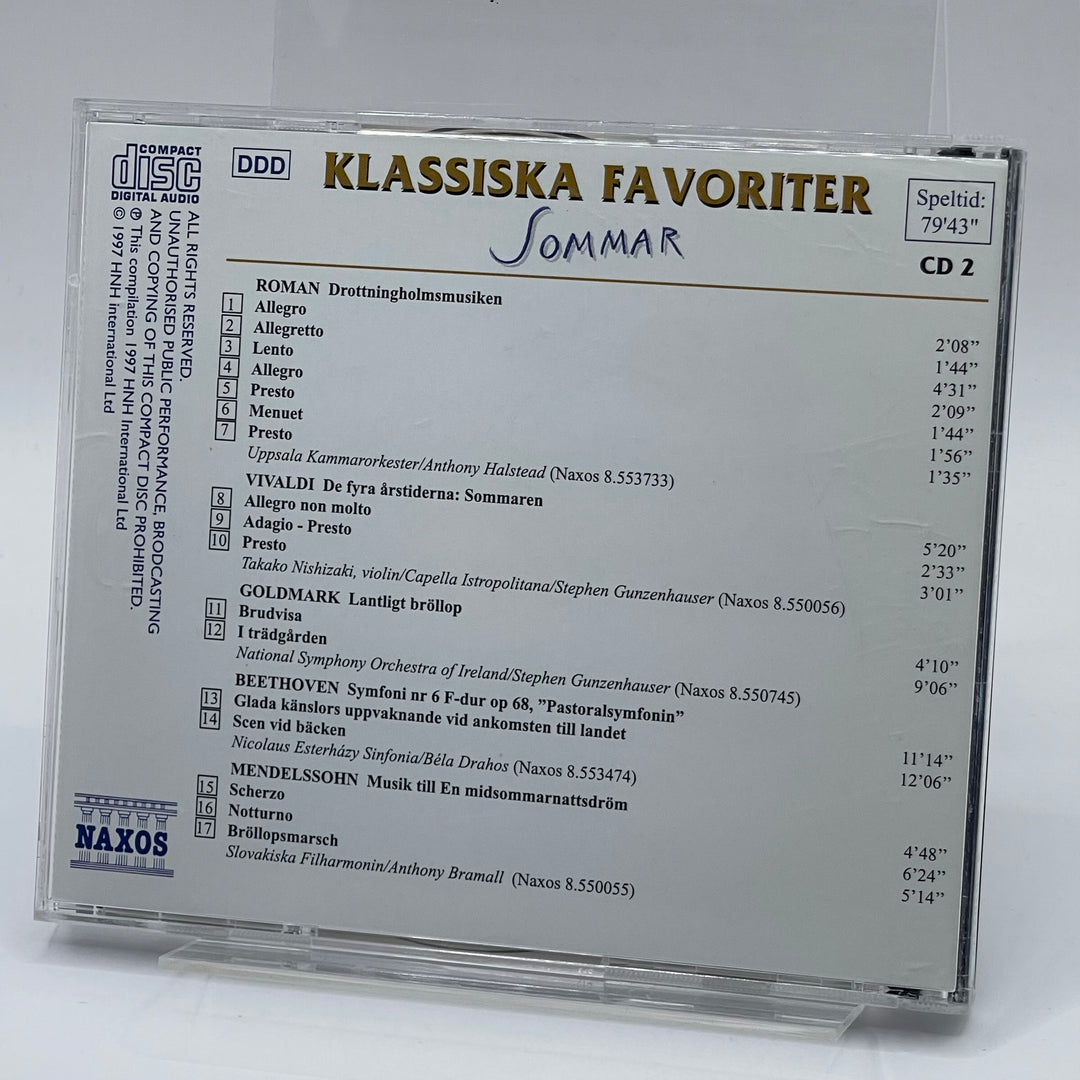 COMPACT
disc
DIGITAL AUDIO
DDD
KLASSISKA FAVORITER
SOMMAR
Speltid:
79'43"
CD 2
ALL RIGHTS RESERVED.
UNAUTHORISED PUBLIC PERFORMANCE, BRODCASTING
AND COPYING OF THIS COMPACT DISC PROHIBITED.
℗ This compilation 1997 HNH International Ltd
© 1997 HNH international Ltd
ROMAN Drottningholmsmusiken
1 Allegro 2’08”
2 Allegretto 1’44”
3 Lento 4’31”
4 Allegro 2’09”
5 Presto 1’44”
6 Menuet 1’56”
7 Presto 1’35”
Uppsala Kammarorkester/Anthony Halstead (Naxos 8.553733)
VIVALDI De fyra årstiderna: Sommaren
8 Allegro non molto 5’20”
9 Adagio - Presto 2’33”
10 Presto 3’01”
Takako Nishizaki, violin/Capella Istropolitana/Stephen Gunzenhauser (Naxos 8.550056)
GOLDMARK Lantligt bröllop
11 Brudvisa 4’10”
12 I trädgården 9’06”
National Symphony Orchestra of Ireland/Stephen Gunzenhauser (Naxos 8.550745)
BEETHOVEN Symfoni nr 6 F-dur op 68, ”Pastoralsymfonin”
13 Glada känslors uppvaknande vid ankomsten till landet 11’14”
14 Scen vid bäcken 12’06”
Nicolaus Esterházy Sinfonia/Béla Drahos (Naxos 8.553474)
MENDELSSOHN Musik till En midsommarnattsdröm
15 Scherzo 4’48”
16 Notturno 6’24”
17 Bröllopsmarsch 5’14”
Slovakiska Filharmonin/Anthony Bramall (Naxos 8.550055)
NAXOS